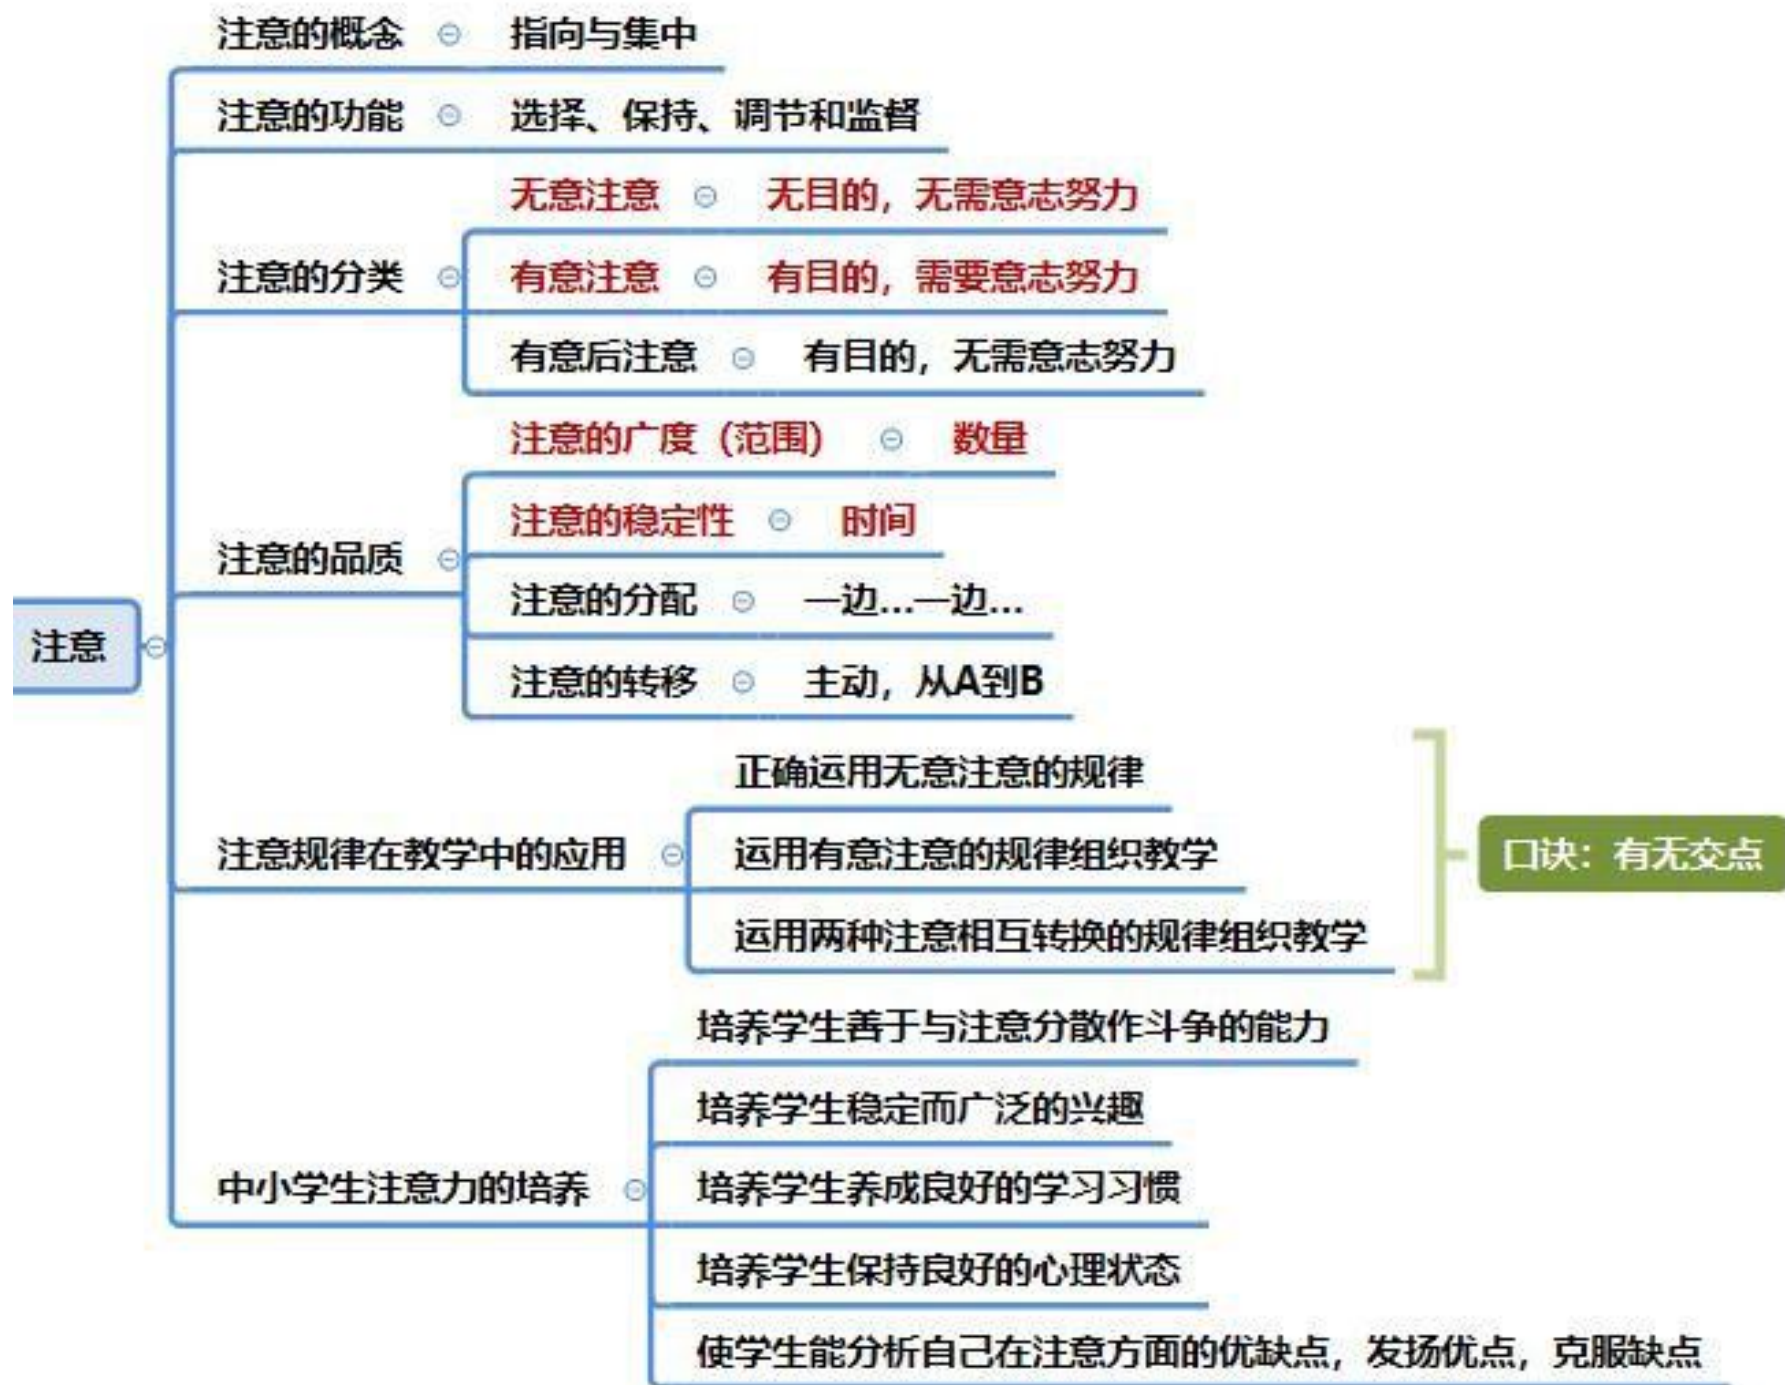 注意的概念 指向与集中
注意的功能 选择、保持、调节和监督
无意注意 无目的，无需意志努力
注意的分类 有意注意 有目的，需要意志努力
有意后注意 有目的，无需意志努力
注意的广度（范围） 数量
注意的稳定性 时间
注意的品质
注意的分配 一边...一边...
注意
注意的转移 主动，从A到B
正确运用无意注意的规律
注意规律在教学中的应用 运用有意注意的规律组织教学 口诀：有无交点
运用两种注意相互转换的规律组织教学
培养学生善于与注意分散作斗争的能力
培养学生稳定而广泛的兴趣
中小学生注意力的培养 培养学生养成良好的学习习惯
培养学生保持良好的心理状态
使学生能分析自己在注意方面的优缺点，发扬优点，克服缺点